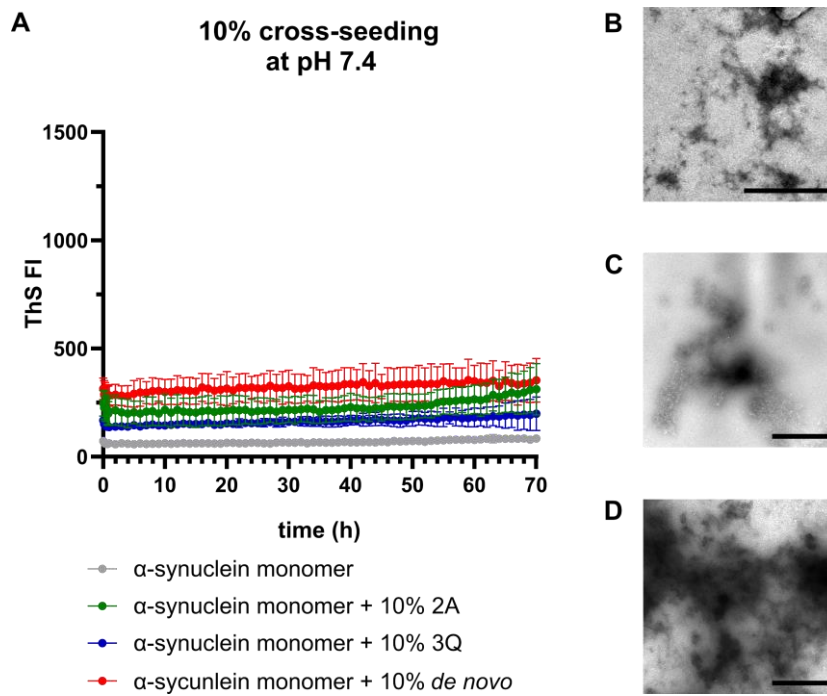 A
10% cross-seeding
at pH 7.4
1500
1000
500
0
ThS FI
0 10 20 30 40 50 60 70
time (h)
α-synuclein monomer
α-synuclein monomer + 10% 2A
α-synuclein monomer + 10% 3Q
α-sycunlein monomer + 10% de novo
B
C
D